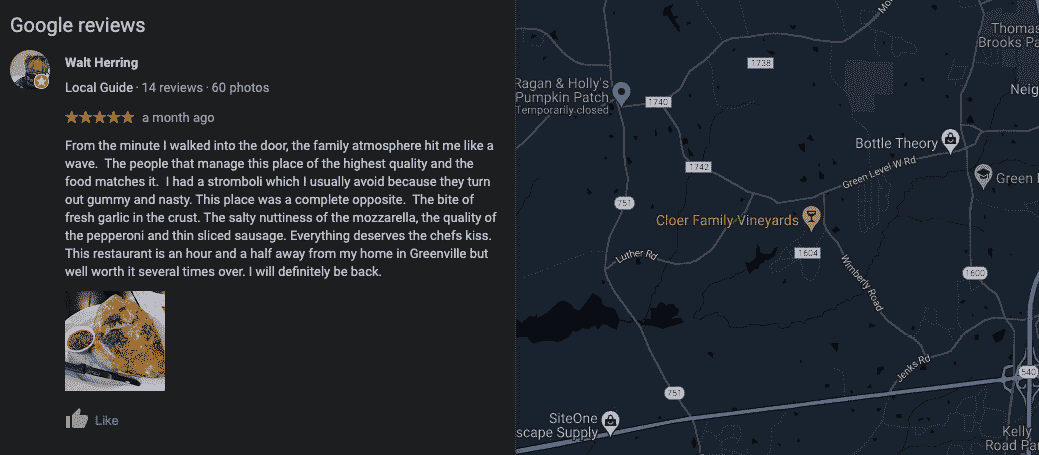 Google reviews
Walt Herring
Local Guide · 14 reviews · 60 photos
a month ago
From the minute I walked into the door, the family atmosphere hit me like a
wave. The people that manage this place of the highest quality and the
food matches it. I had a stromboli which I usually avoid because they turn
out gummy and nasty. This place was a complete opposite. The bite of
fresh garlic in the crust. The salty nuttiness of the mozzarella, the quality of
the pepperoni and thin sliced sausage. Everything deserves the chefs kiss.
This restaurant is an hour and a half away from my home in Greenville but
well worth it several times over. I will definitely be back.
Like
Thomas
Brooks Pa
1738
Ragan & Holly's
Pumpkin Patch
Temporarily closed
1740
Neig
Bottle Theory
1742
Green Level W Rd
Green
751
Cloer Family Vineyards
1604
Luther Rd
Wimberly Road
1600
Jenks Rd
540
751
SiteOne
scape Supply
Kelly
Road Pa